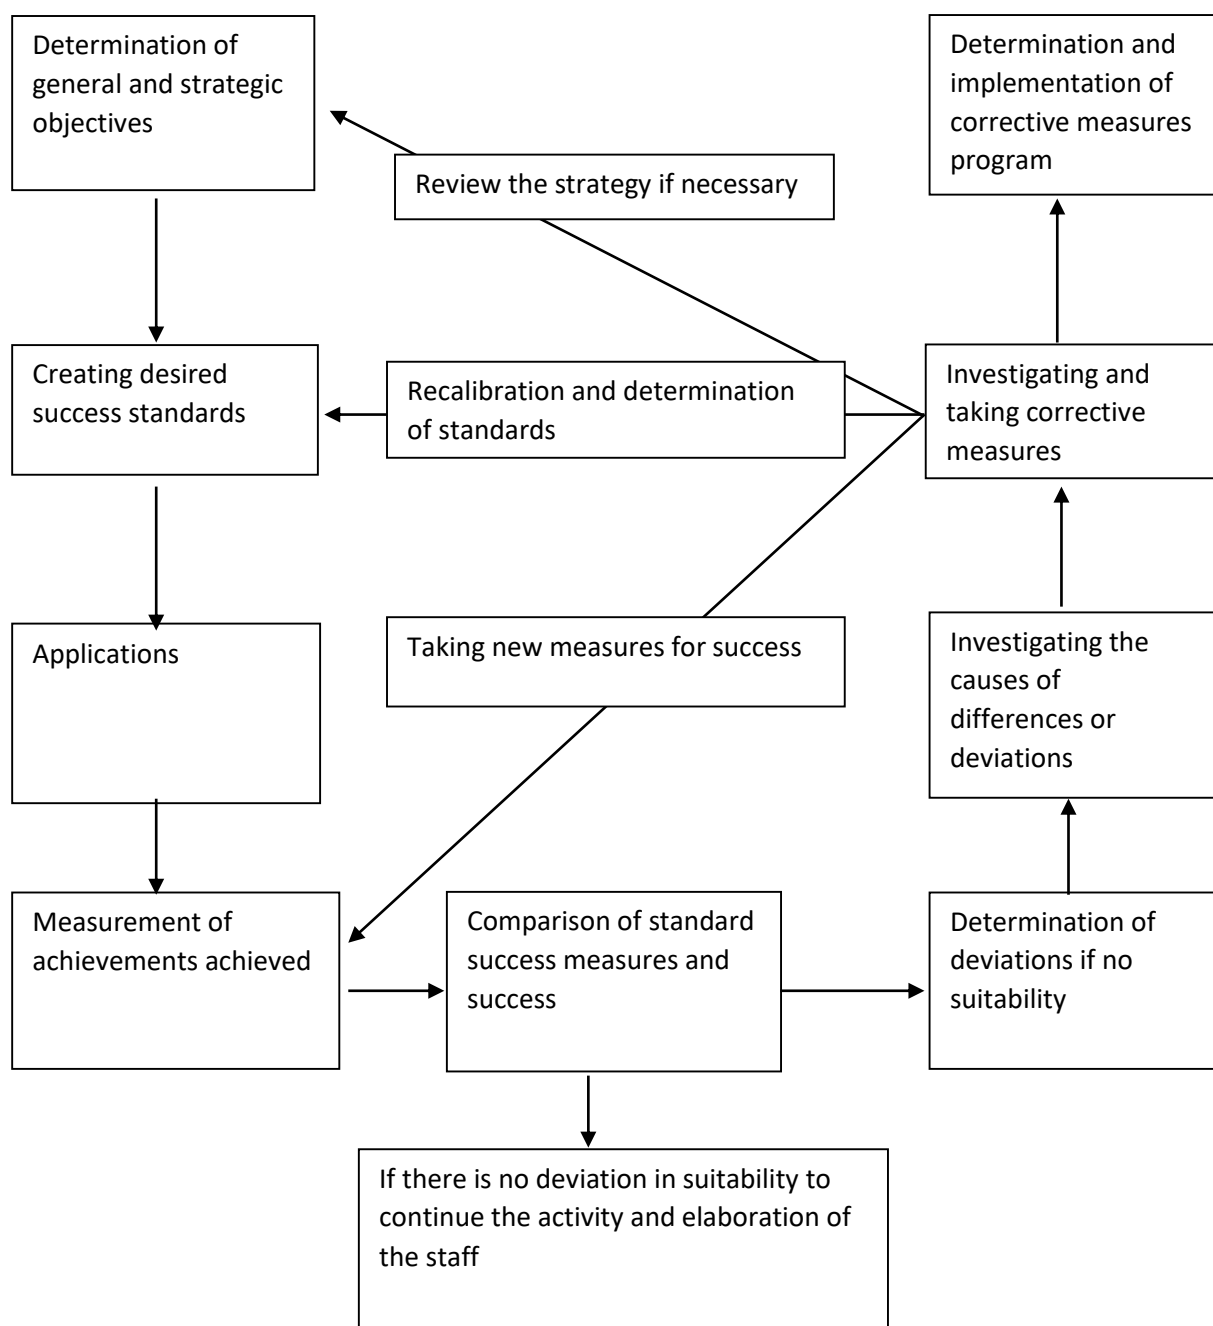 Determination of
general and strategic
objectives
Determination and
implementation of
corrective measures
program
Review the strategy if necessary
Creating desired
success standards
Recalibration and determination
of standards
Investigating and
taking corrective
measures
Applications
Taking new measures for success
Investigating the
causes of
differences or
deviations
Measurement of
achievements achieved
Comparison of standard
success measures and
success
Determination of
deviations if no
suitability
If there is no deviation in suitability to
continue the activity and elaboration of
the staff